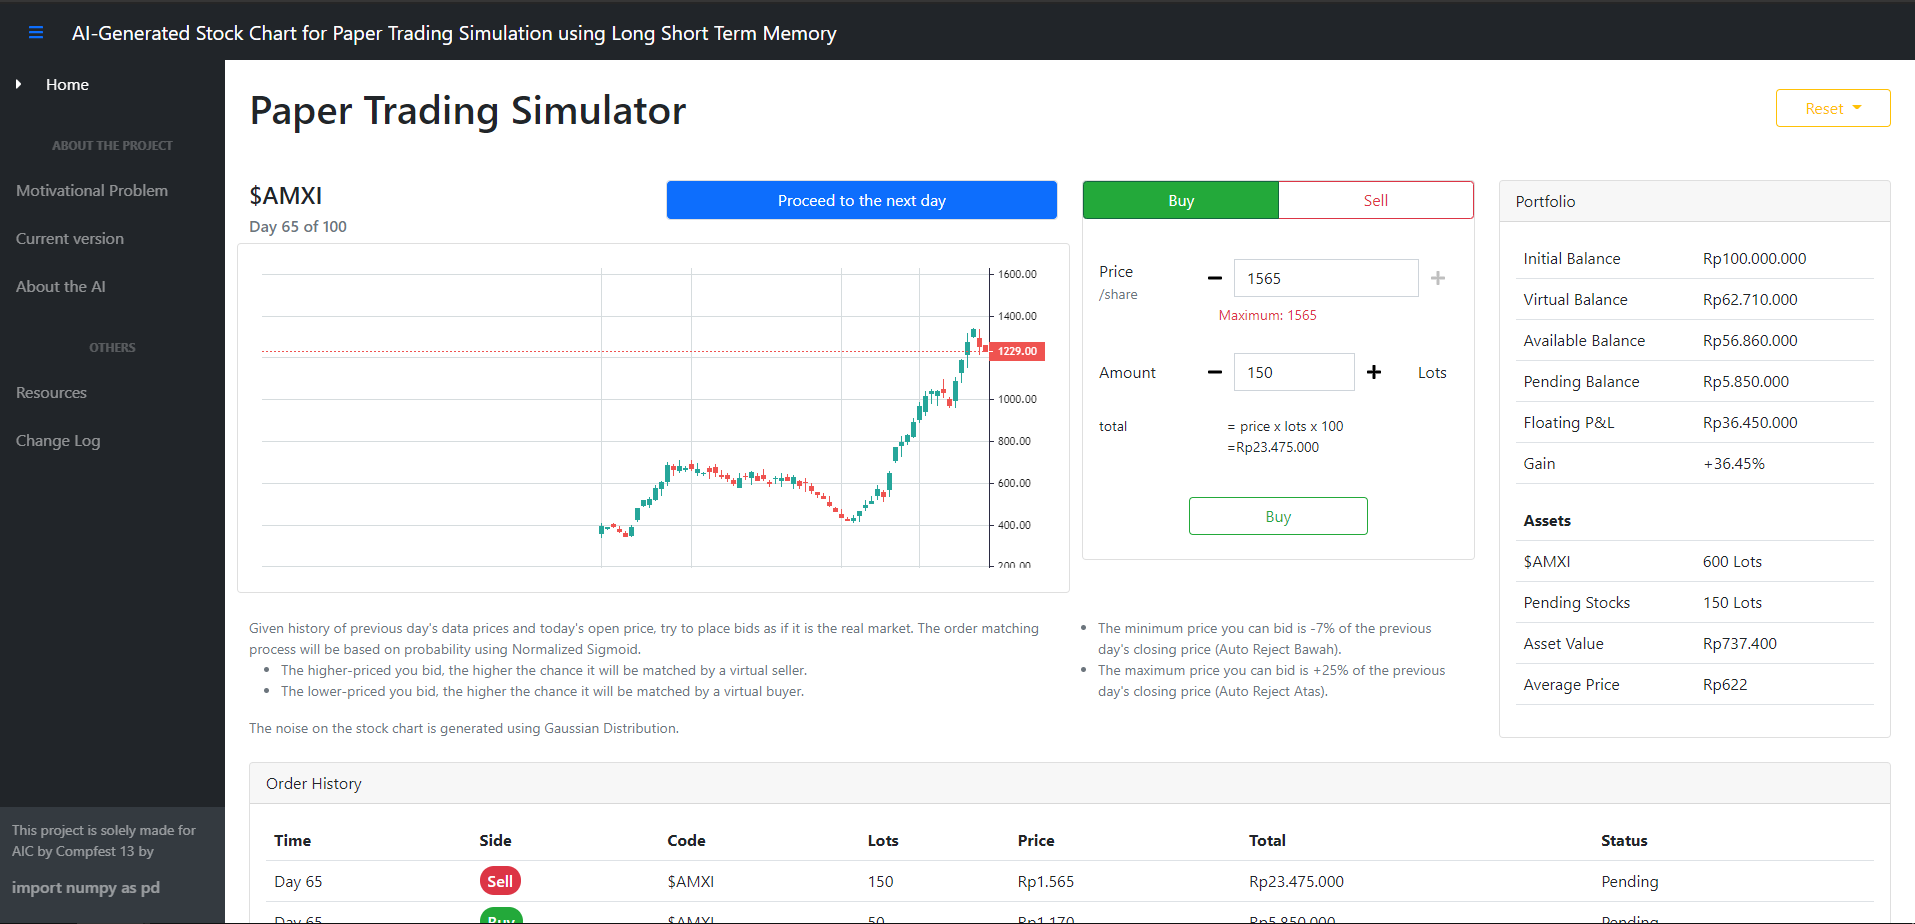 AI-Generated Stock Chart for Paper Trading Simulation using Long Short Term Memory
Home
ABOUT THE PROJECT
Motivational Problem
Current version
About the AI
OTHERS
Resources
Change Log
This project is solely made for
AIC by Compfest 13 by
import numpy as pd
Paper Trading Simulator
Reset
$AMXI
Day 65 of 100
Proceed to the next day
1600.00
1400.00
1229.00
1000.00
800.00
600.00
400.00
200.00
Buy
Sell
Price
/share
1565
Maximum: 1565
Amount
150
Lots
total
= price x lots x 100
=Rp23.475.000
Buy
Given history of previous day's data prices and today's open price, try to place bids as if it is the real market. The order matching
process will be based on probability using Normalized Sigmoid.
The higher-priced you bid, the higher the chance it will be matched by a virtual seller.
The lower-priced you bid, the higher the chance it will be matched by a virtual buyer.
The noise on the stock chart is generated using Gaussian Distribution.
The minimum price you can bid is -7% of the previous
day's closing price (Auto Reject Bawah).
The maximum price you can bid is +25% of the previous
day's closing price (Auto Reject Atas).
Portfolio
Initial Balance Rp100.000.000
Virtual Balance Rp62.710.000
Available Balance Rp56.860.000
Pending Balance Rp5.850.000
Floating P&L Rp36.450.000
Gain +36.45%
Assets
$AMXI 600 Lots
Pending Stocks 150 Lots
Asset Value Rp737.400
Average Price Rp622
Order History
Time Side Code Lots Price Total Status
Day 65 Sell $AMXI 150 Rp1.565 Rp23.475.000 Pending
Day 65 Buy $AMXI 50 Rp1.170 Rp5.850.000 Pending